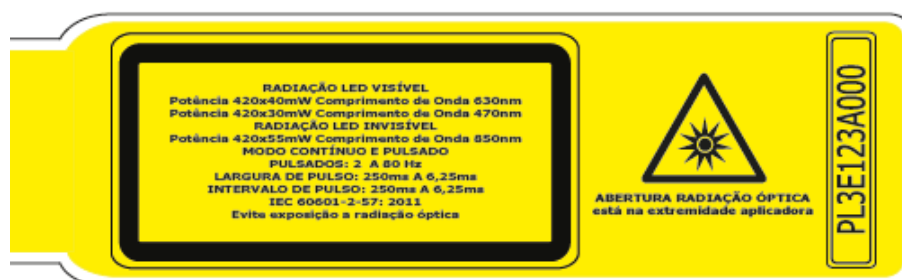 RADIAÇÃO LED VISÍVEL
Potência 420x40mW Comprimento de Onda 630nm
Potência 420x30mW Comprimento de Onda 470nm
RADIAÇÃO LED INVISÍVEL
Potência 420x55mW Comprimento de Onda 850nm
MODO CONTÍNUO E PULSADO
PULSADOS: 2 A 80 Hz
LARGURA DE PULSO: 250ms A 6,25ms
INTERVALO DE PULSO: 250ms A 6,25ms
IEC 60601-2-57: 2011
Evite exposição a radiação óptica
ABERTURA RADIAÇÃO ÓPTICA
está na extremidade aplicadora
PL3E123A000